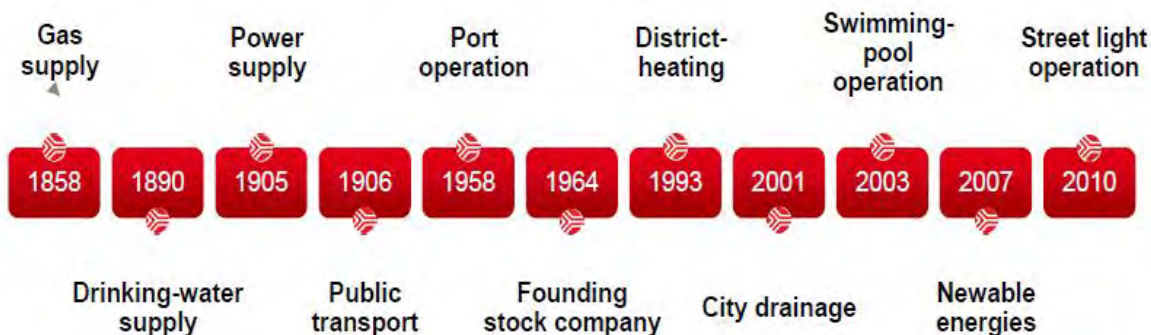 Gas
supply
Power
supply
Port
operation
District-
heating
Swimming-
pool
operation
Street light
operation
1858
1890
1905
1906
1958
1964
1993
2001
2003
2007
2010
Drinking-water
supply
Public
transport
Founding
stock company
City drainage
Newable
energies